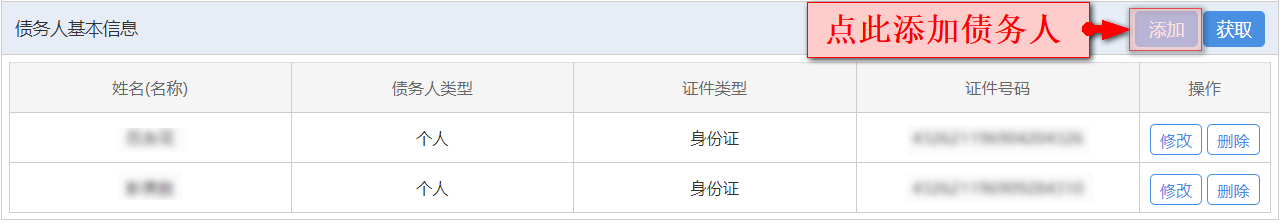 债务人基本信息 点此添加债务人 添加 获取
姓名(名称) 债务人类型 证件类型 证件号码 操作
个人 身份证 修改 删除
个人 身份证 修改 删除